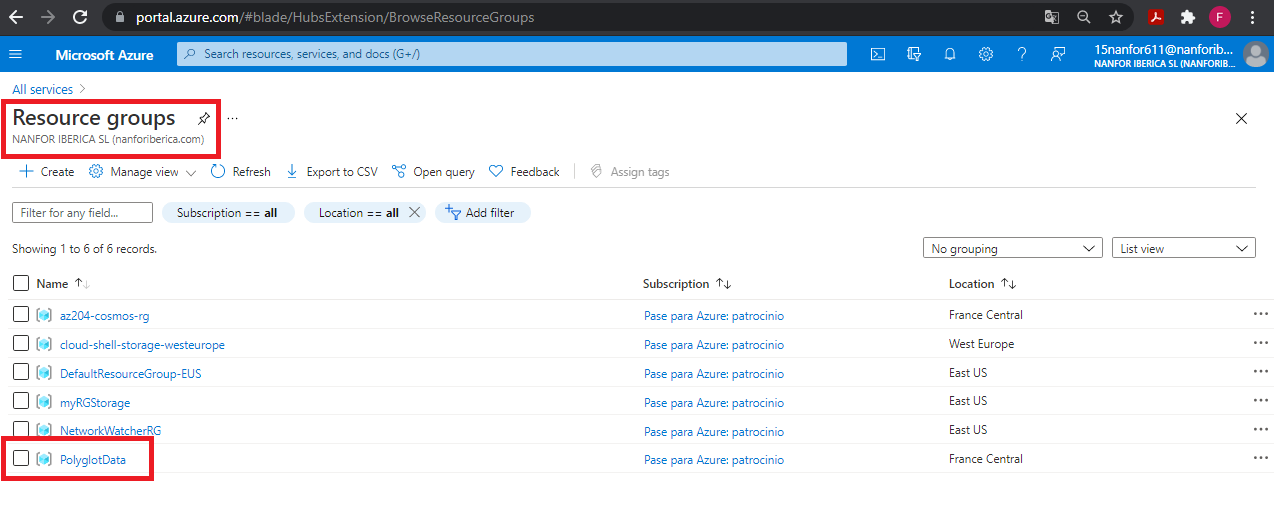 portal.azure.com/#blade/HubsExtension/BrowseResourceGroups
F
Microsoft Azure
Search resources, services, and docs (G+/)
15nanfor611@nanforib...
NANFOR IBERICA SL (NANFORIB...
All services
Resource groups
NANFOR IBERICA SL (nanforiberica.com)
Create Manage view Refresh Export to CSV Open query Feedback Assign tags
Filter for any field... Subscription == all Location == all Add filter
Showing 1 to 6 of 6 records. No grouping List view
Name Subscription Location
az204-cosmos-rg Pase para Azure: patrocinio France Central
cloud-shell-storage-westeurope Pase para Azure: patrocinio West Europe
DefaultResourceGroup-EUS Pase para Azure: patrocinio East US
myRGStorage Pase para Azure: patrocinio East US
NetworkWatcherRG Pase para Azure: patrocinio East US
PolyglotData Pase para Azure: patrocinio France Central